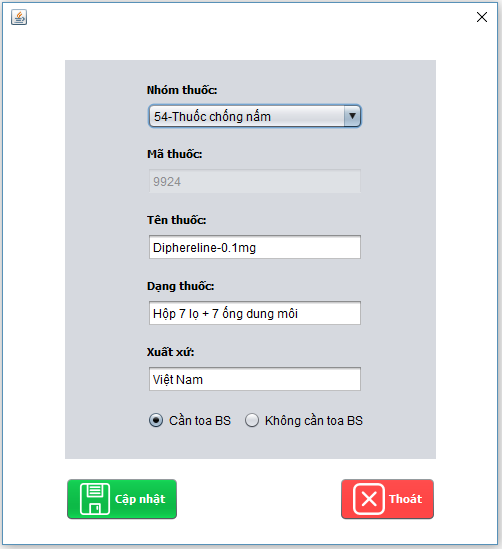 Nhóm thuốc:
54-Thuốc chống nấm
Mã thuốc:
9924
Tên thuốc:
Diphereline-0.1mg
Dạng thuốc:
Hộp 7 lọ + 7 ống dung môi
Xuất xứ:
Việt Nam
Cần toa BS Không cần toa BS
Cập nhật Thoát